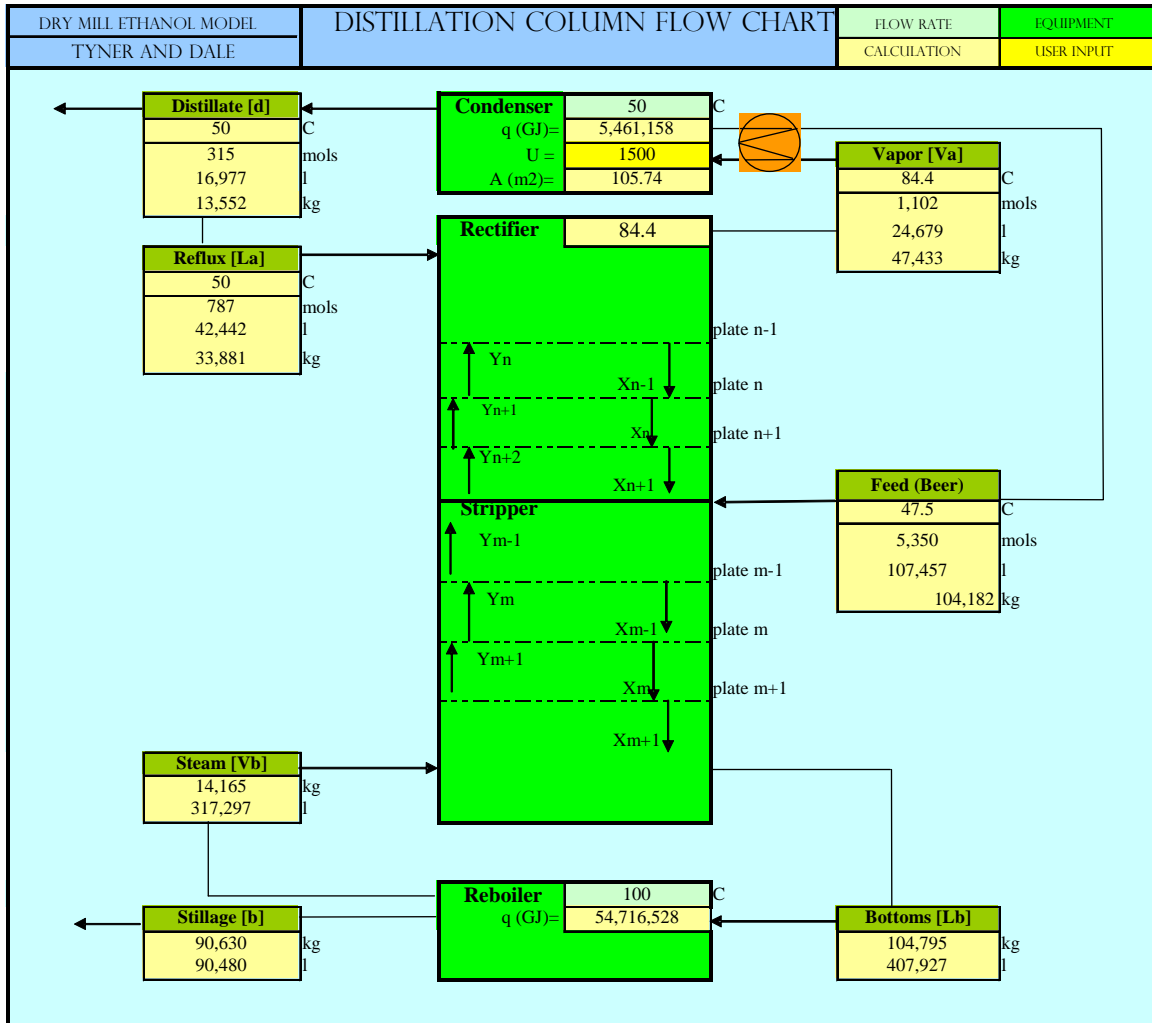 DRY MILL ETHANOL MODEL
TYNER AND DALE
DISTILLATION COLUMN FLOW CHART
FLOW RATE
EQUIPMENT
CALCULATION
USER INPUT
Distillate [d]
50 C
315 mols
16,977 l
13,552 kg
Condenser 50 C
q (GJ)= 5,461,158
U = 1500
A (m2)= 105.74
Vapor [Va]
84.4 C
1,102 mols
24,679 l
47,433 kg
Reflux [La]
50 C
787 mols
42,442 l
33,881 kg
Rectifier 84.4
plate n-1
Yn
Xn-1
plate n
Yn+1
Xn
plate n+1
Yn+2
Xn+1
Feed (Beer)
47.5 C
5,350 mols
107,457 l
104,182 kg
Stripper
Ym-1
plate m-1
Ym
Xm-1
plate m
Ym+1
Xm
plate m+1
Xm+1
Steam [Vb]
14,165 kg
317,297 l
Reboiler 100 C
q (GJ)= 54,716,528
Stillage [b]
90,630 kg
90,480 l
Bottoms [Lb]
104,795 kg
407,927 l